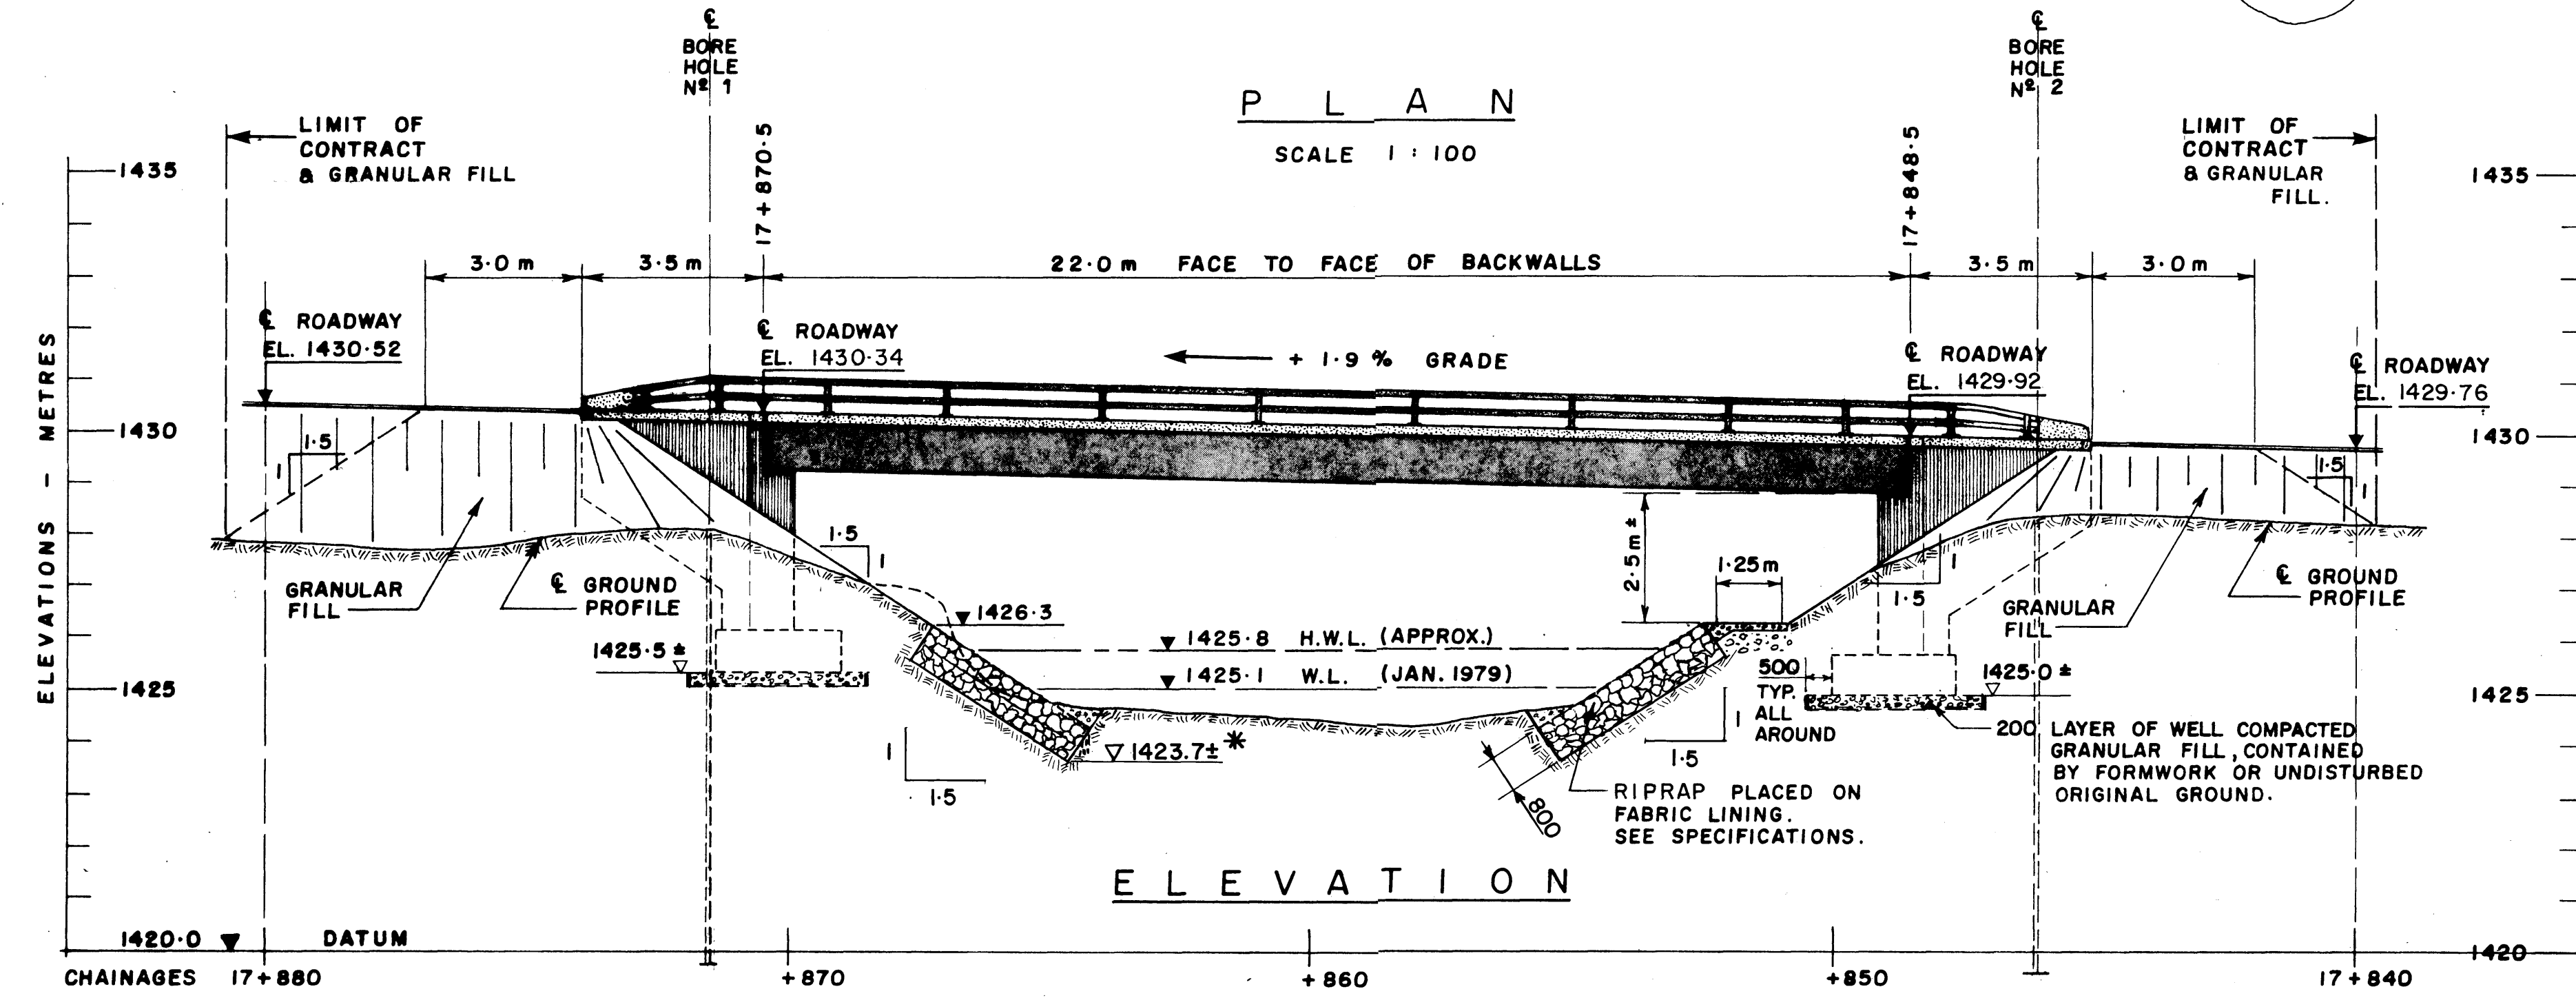 ℄
BORE
HOLE
Nº 1
℄
BORE
HOLE
Nº 2
PLAN
SCALE 1 : 100
LIMIT OF
CONTRACT
& GRANULAR FILL
LIMIT OF
CONTRACT
& GRANULAR
FILL.
17+870·5
17+848·5
1435
1435
3·0 m
3·5 m
22·0 m FACE TO FACE OF BACKWALLS
3·5 m
3·0 m
℄ ROADWAY
EL. 1430·52
℄ ROADWAY
EL. 1430·34
+ 1·9 % GRADE
℄ ROADWAY
EL. 1429·92
℄ ROADWAY
EL. 1429·76
ELEVATIONS - METRES
1430
1430
1·5
1
1·5
1
1·5
1
2·5m±
1·25m
1
1·5
GRANULAR
FILL
℄ GROUND
PROFILE
GRANULAR
FILL
℄ GROUND
PROFILE
1426·3
1425·8 H.W.L. (APPROX.)
1425·1 W.L. (JAN. 1979)
1425·5 ±
1425·0 ±
500
TYP.
ALL
AROUND
1425
1425
1423·7± *
1
1·5
1
1·5
800
200 LAYER OF WELL COMPACTED
GRANULAR FILL, CONTAINED
BY FORMWORK OR UNDISTURBED
ORIGINAL GROUND.
RIPRAP PLACED ON
FABRIC LINING.
SEE SPECIFICATIONS.
ELEVATION
1420·0 DATUM
1420
CHAINAGES 17+880 +870 +860 +850 17+840